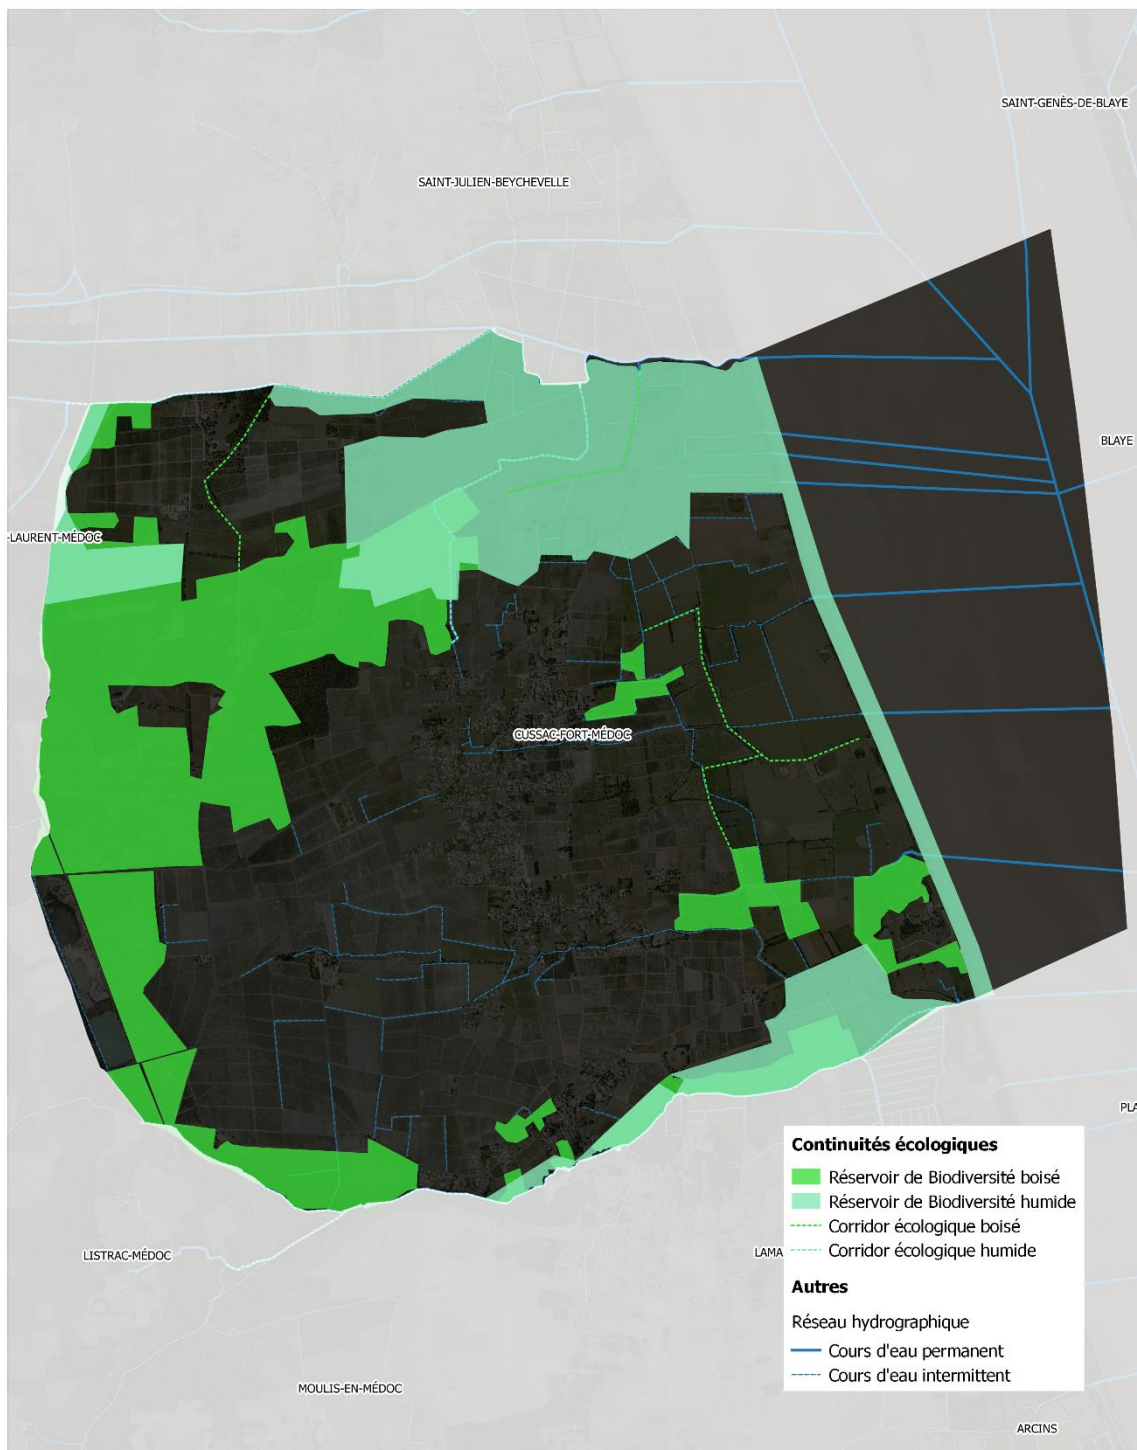 SAINT-GENÈS-DE-BLAYE
SAINT-JULIEN-BEYCHEVELLE
BLAYE
-LAURENT-MÉDOC
CUSSAC-FORT-MÉDOC
PLA
Continuités écologiques
Réservoir de Biodiversité boisé
Réservoir de Biodiversité humide
Corridor écologique boisé
Corridor écologique humide
LISTRAC-MÉDOC
LAMA
Autres
Réseau hydrographique
Cours d'eau permanent
Cours d'eau intermittent
MOULIS-EN-MÉDOC
ARCINS